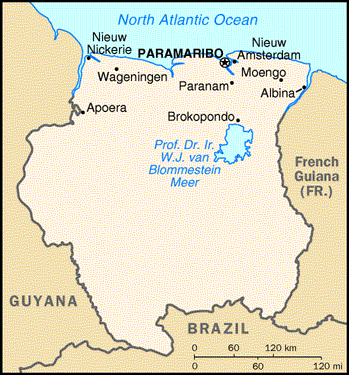 North Atlantic Ocean
Nieuw
Nickerie
PARAMARIBO
Nieuw
Amsterdam
Wageningen
Moengo
Paranam
Albina
Apoera
Brokopondo
Prof. Dr. Ir.
W.J. van
Blommestein
Meer
French
Guiana
(FR.)
GUYANA
BRAZIL
0 60 120 km
0 60 120 mi